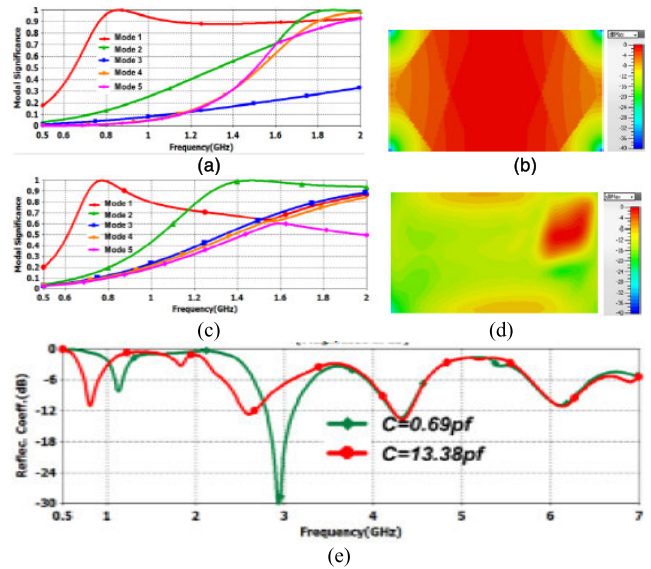 Modal Significance
1
0.9
0.8
0.7
0.6
0.5
0.4
0.3
0.2
0.1
0
Mode 1
Mode 2
Mode 3
Mode 4
Mode 5
0.5 0.6 0.8 1 1.2 1.4 1.6 1.8 2
Frequency(GHz)
(a)
0
-5
(b)
Modal Significance
1
0.9
0.8
0.7
0.6
0.5
0.4
0.3
0.2
0.1
0
Mode 1
Mode 2
Mode 3
Mode 4
Mode 5
0.5 0.6 0.8 1 1.2 1.4 1.6 1.8 2
Frequency(GHz)
(c)
(d)
Reflec. Coeff.(dB)
0
-6
-12
-18
-24
-30
C=0.69pf
C=13.38pf
0.5 1 2 3 4 5 6 7
Frequency(GHz)
(e)